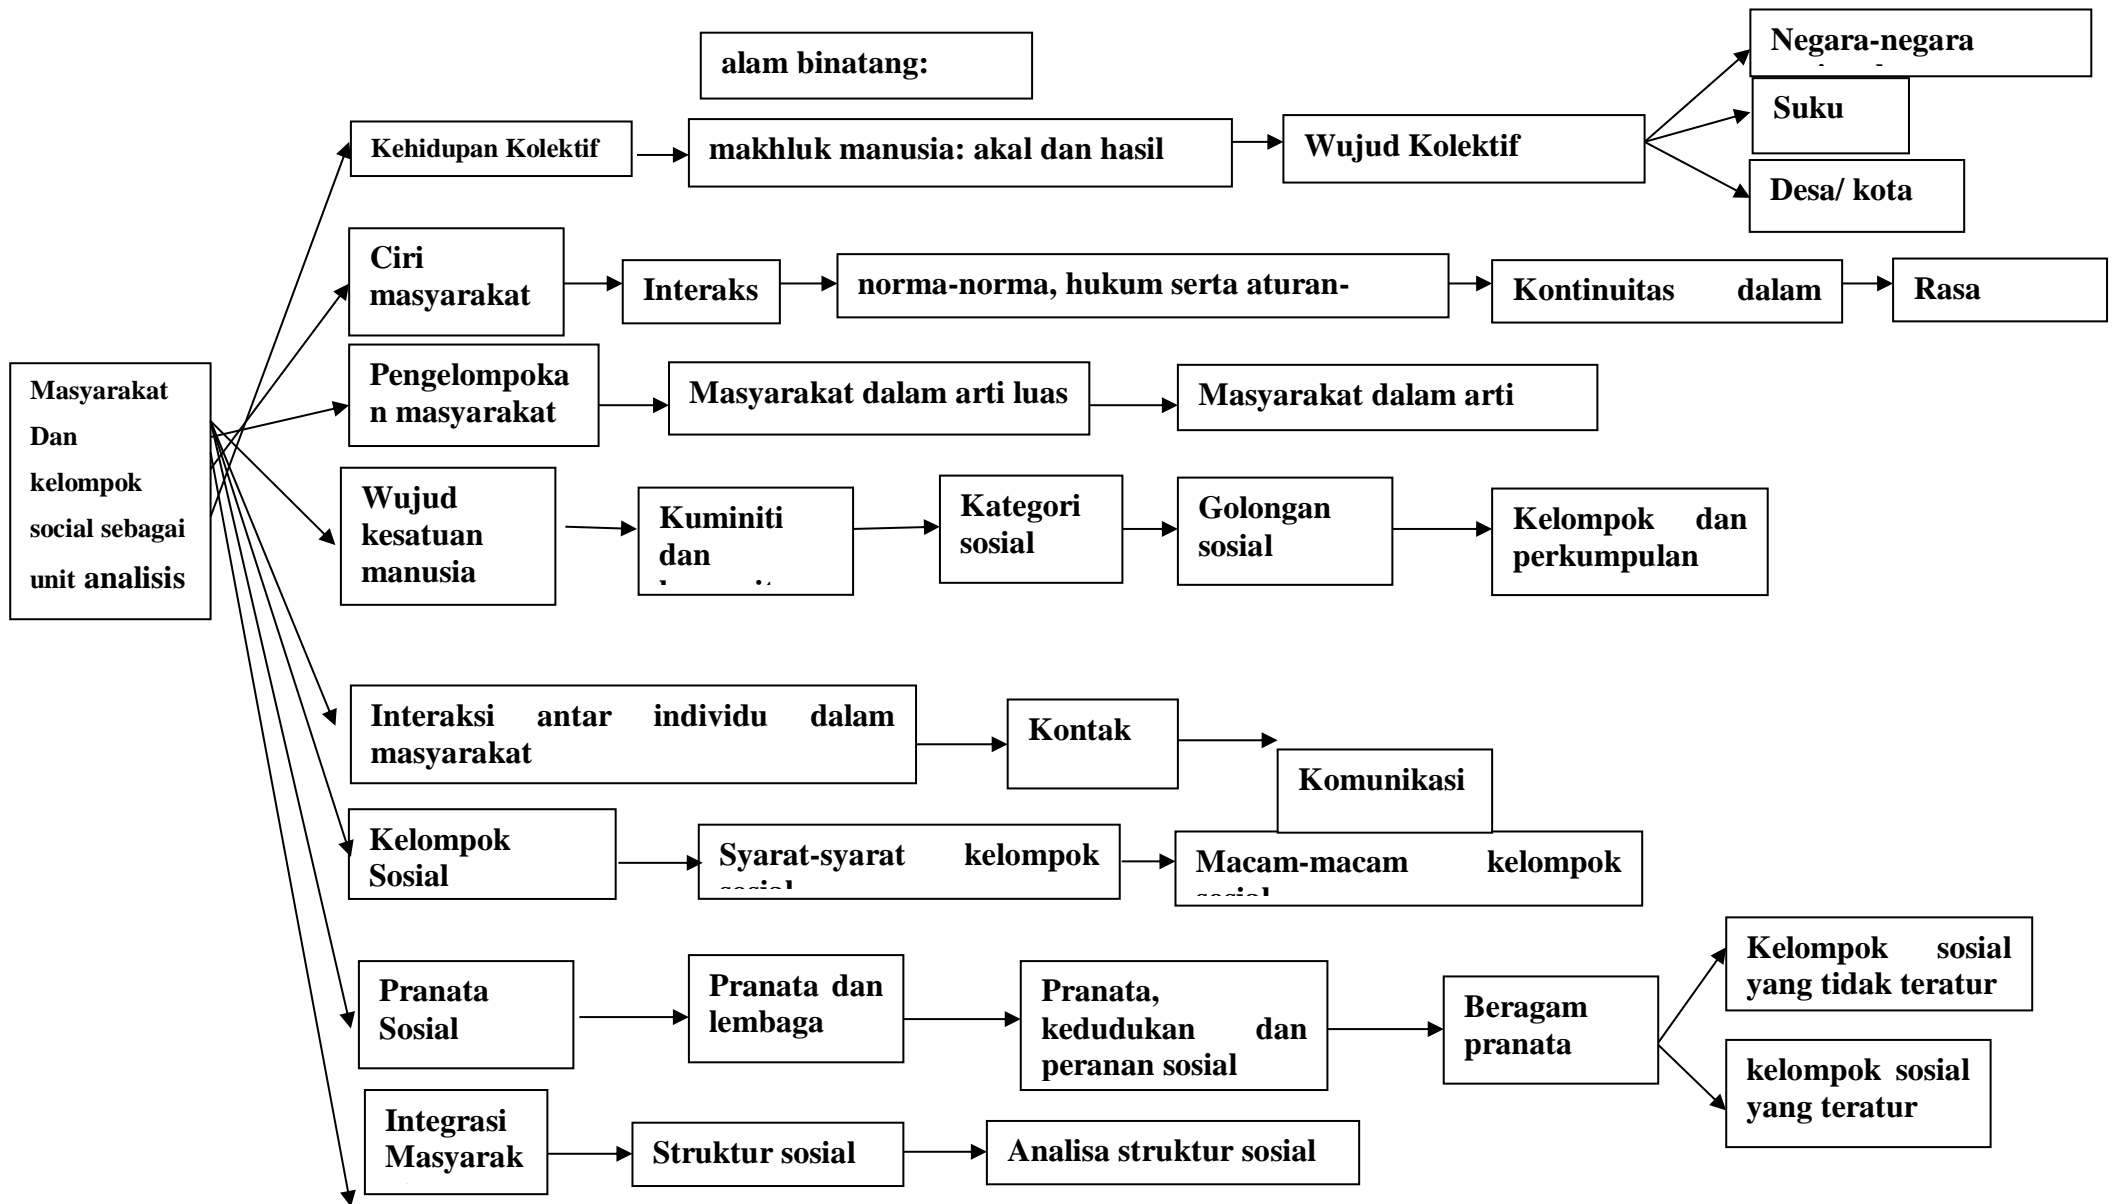 alam binatang:
Negara-negara
Suku
Kehidupan Kolektif
makhluk manusia: akal dan hasil
Wujud Kolektif
Desa/ kota
Ciri
masyarakat
Interaks
norma-norma, hukum serta aturan-
Kontinuitas dalam
Rasa
Masyarakat
Dan
kelompok
social sebagai
unit analisis
Pengelompoka
n masyarakat
Masyarakat dalam arti luas
Masyarakat dalam arti
Wujud
kesatuan
manusia
Kuminiti
dan
Kategori
sosial
Golongan
sosial
Kelompok dan
perkumpulan
Interaksi antar individu dalam
masyarakat
Kontak
Komunikasi
Kelompok
Sosial
Syarat-syarat kelompok
sosial
Macam-macam kelompok
sosial
Pranata
Sosial
Pranata dan
lembaga
Pranata,
kedudukan dan
peranan sosial
Beragam
pranata
Kelompok sosial
yang tidak teratur
kelompok sosial
yang teratur
Integrasi
Masyarak
Struktur sosial
Analisa struktur sosial